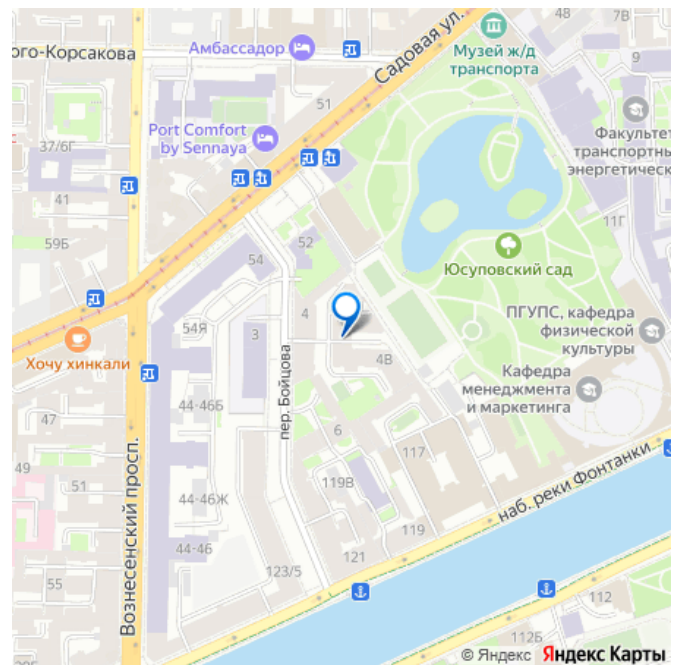 48
7В
ого-Корсакова
Амбассадор
Садовая ул.
Музей ж/д
транспорта
9
51
Port Comfort
by Sennaya
Факультет
транспортны
энергетическ
37/6Г
41
11Г
59Б
52
54
Юсуповский сад
54Я
4
3
ПГУПС, кафедра
физической
культуры
Хочу хинкали
4В
Кафедра
менеджмента
и маркетинга
пер. Бойцова
44-46Б
47
6
117
49
51
119В
наб. реки Фонтанки
44-46Ж
119
44-46
121
Вознесенский просп.
55
123/5
112
112Б
© Яндекс Яндекс Карты